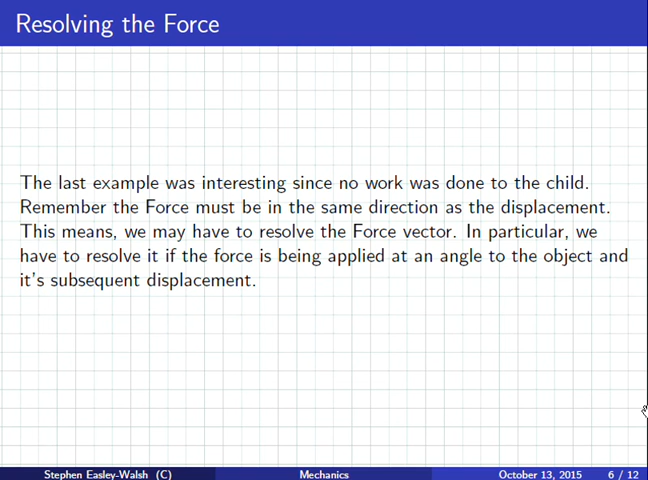 Resolving the Force
The last example was interesting since no work was done to the child.
Remember the Force must be in the same direction as the displacement.
This means, we may have to resolve the Force vector. In particular, we
have to resolve it if the force is being applied at an angle to the object and
it's subsequent displacement.
Stephen Easley-Walsh (C) Mechanics October 13, 2015 6 / 12